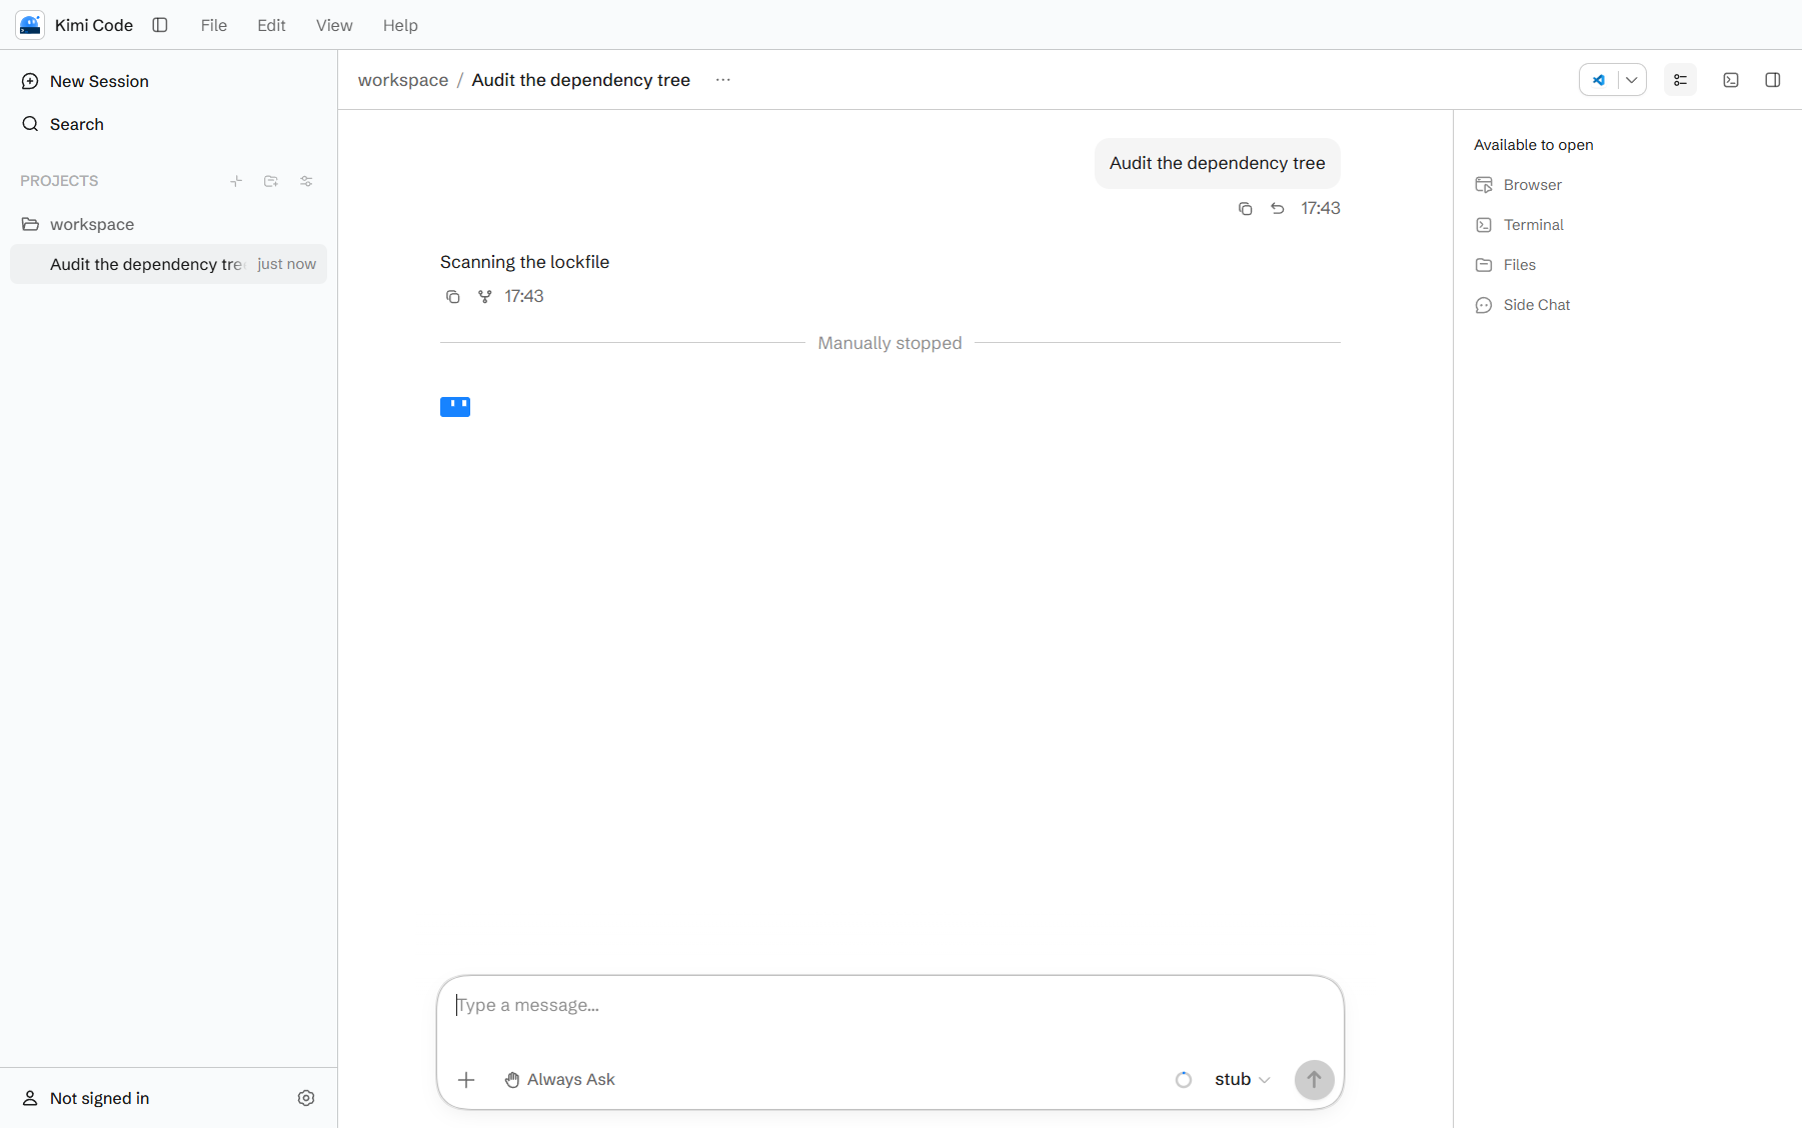 Kimi Code
File
Edit
View
Help
New Session
Search
PROJECTS
workspace
Audit the dependency tre
just now
Not signed in
workspace / Audit the dependency tree
Audit the dependency tree
17:43
Scanning the lockfile
17:43
Manually stopped
Type a message...
Always Ask
stub
Available to open
Browser
Terminal
Files
Side Chat